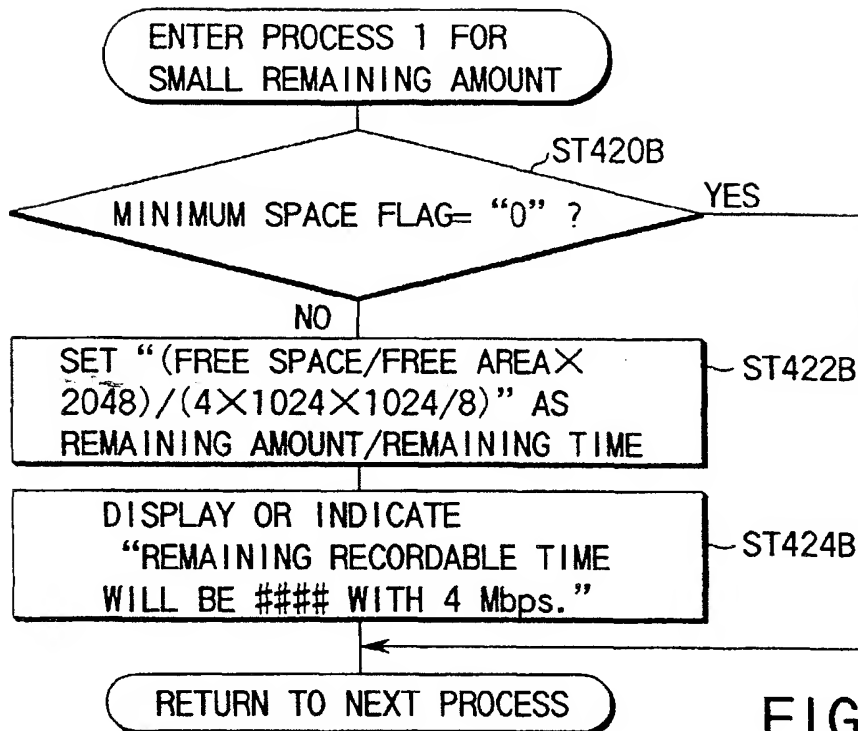 ENTER PROCESS 1 FOR
SMALL REMAINING AMOUNT
ST420B
MINIMUM SPACE FLAG= “0” ?
YES
NO
SET “(FREE SPACE/FREE AREA×
2048)/(4×1024×1024/8)” AS
REMAINING AMOUNT/REMAINING TIME
ST422B
DISPLAY OR INDICATE
“REMAINING RECORDABLE TIME
WILL BE #### WITH 4 Mbps.”
ST424B
RETURN TO NEXT PROCESS
FIG